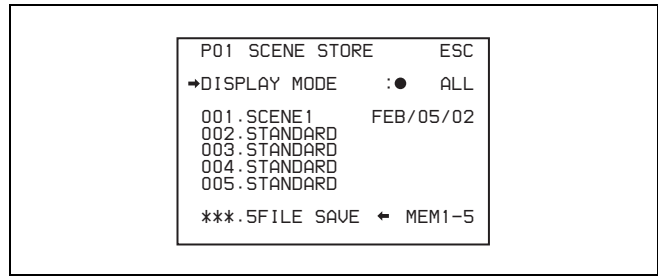 P01 SCENE STORE ESC
➡DISPLAY MODE :● ALL
001.SCENE1 FEB/05/02
002.STANDARD
003.STANDARD
004.STANDARD
005.STANDARD
***.5FILE SAVE ← MEM1-5